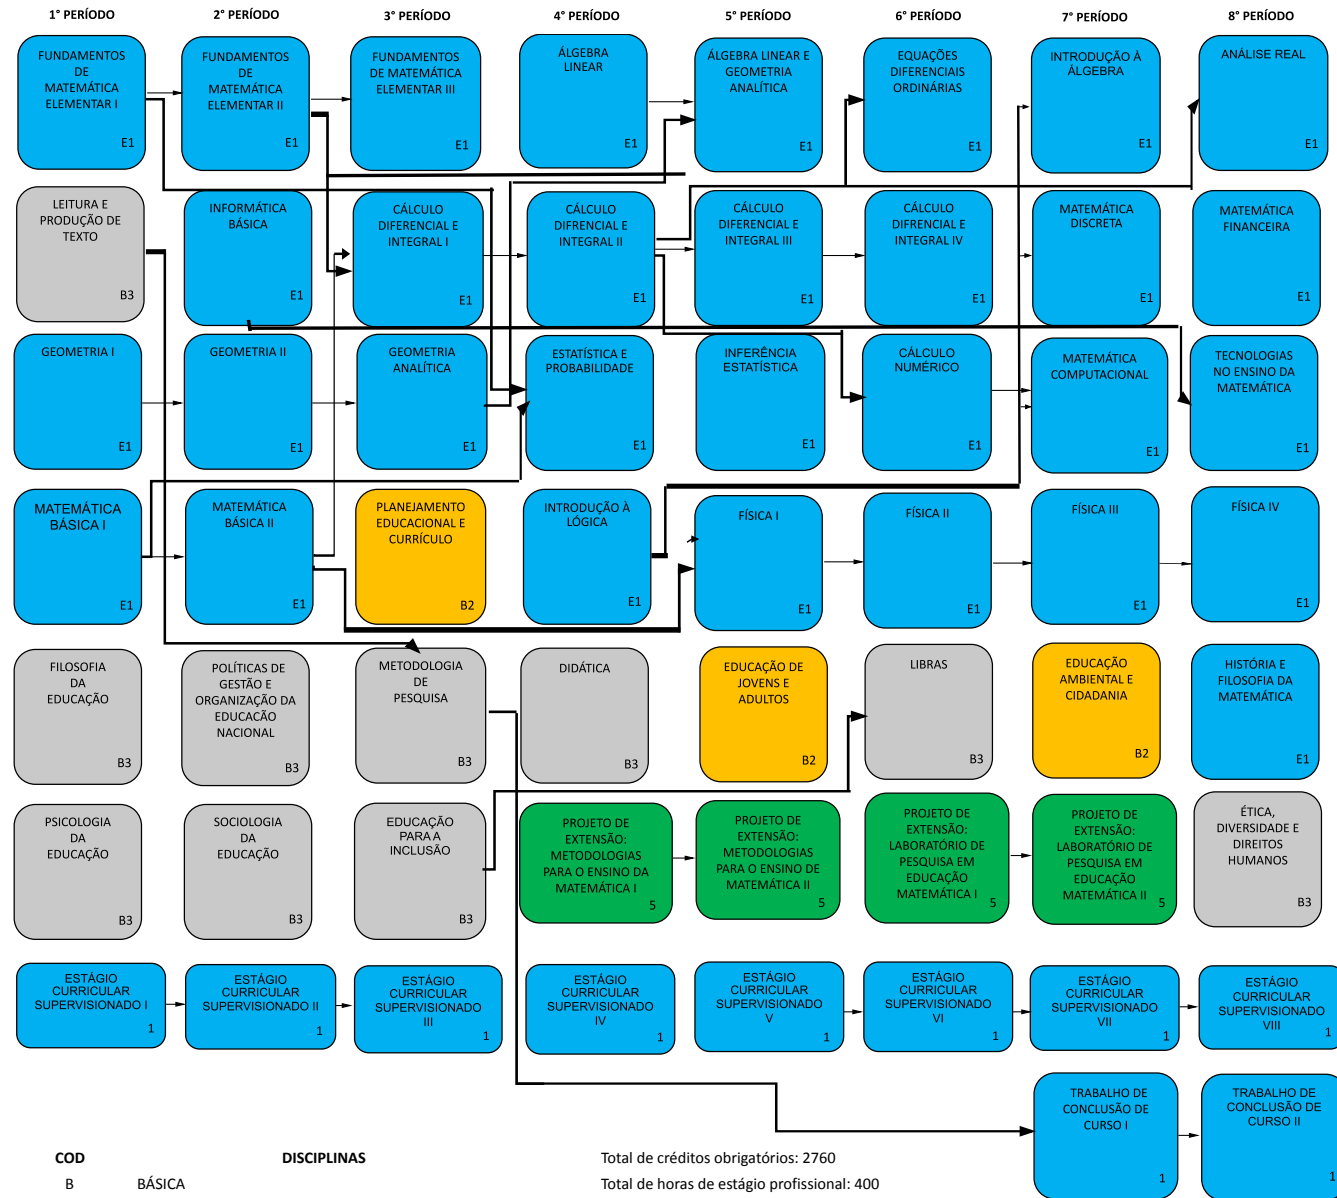 1° PERÍODO
2° PERÍODO
3° PERÍODO
4° PERÍODO
5° PERÍODO
6° PERÍODO
7° PERÍODO
8° PERÍODO
FUNDAMENTOS
DE
MATEMÁTICA
ELEMENTAR I
E1
FUNDAMENTOS
DE
MATEMÁTICA
ELEMENTAR II
E1
FUNDAMENTOS
DE MATEMÁTICA
ELEMENTAR III
E1
ÁLGEBRA
LINEAR
E1
ÁLGEBRA LINEAR E
GEOMETRIA
ANALÍTICA
E1
EQUAÇÕES
DIFERENCIAIS
ORDINÁRIAS
E1
INTRODUÇÃO À
ÁLGEBRA
E1
ANÁLISE REAL
E1
LEITURA E
PRODUÇÃO DE
TEXTO
B3
INFORMÁTICA
BÁSICA
E1
CÁLCULO
DIFERENCIAL E
INTEGRAL I
E1
CÁLCULO
DIFRENCIAL E
INTEGRAL II
E1
CÁLCULO
DIFERENCIAL E
INTEGRAL III
E1
CÁLCULO
DIFRENCIAL E
INTEGRAL IV
E1
MATEMÁTICA
DISCRETA
E1
MATEMÁTICA
FINANCEIRA
E1
GEOMETRIA I
E1
GEOMETRIA II
E1
GEOMETRIA
ANALÍTICA
E1
ESTATÍSTICA E
PROBABILIDADE
E1
INFERÊNCIA
ESTATÍSTICA
E1
CÁLCULO
NUMÉRICO
E1
MATEMÁTICA
COMPUTACIONAL
E1
TECNOLOGIAS
NO ENSINO DA
MATEMÁTICA
E1
MATEMÁTICA
BÁSICA I
E1
MATEMÁTICA
BÁSICA II
E1
PLANEJAMENTO
EDUCACIONAL E
CURRÍCULO
B2
INTRODUÇÃO À
LÓGICA
E1
FÍSICA I
E1
FÍSICA II
E1
FÍSICA III
E1
FÍSICA IV
E1
FILOSOFIA
DA
EDUCAÇÃO
B3
POLÍTICAS DE
GESTÃO E
ORGANIZAÇÃO DA
EDUCACÃO
NACIONAL
B3
METODOLOGIA
DE
PESQUISA
B3
DIDÁTICA
B3
EDUCAÇÃO DE
JOVENS E
ADULTOS
B2
LIBRAS
B3
EDUCAÇÃO
AMBIENTAL E
CIDADANIA
B2
HISTÓRIA E
FILOSOFIA DA
MATEMÁTICA
E1
PSICOLOGIA
DA
EDUCAÇÃO
B3
SOCIOLOGIA
DA
EDUCAÇÃO
B3
EDUCAÇÃO
PARA A
INCLUSÃO
B3
PROJETO DE
EXTENSÃO:
METODOLOGIAS
PARA O ENSINO DA
MATEMÁTICA I
5
PROJETO DE
EXTENSÃO:
METODOLOGIAS
PARA O ENSINO DE
MATEMÁTICA II
5
PROJETO DE
EXTENSÃO:
LABORATÓRIO DE
PESQUISA EM
EDUCAÇÃO
MATEMÁTICA I
5
PROJETO DE
EXTENSÃO:
LABORATÓRIO DE
PESQUISA EM
EDUCAÇÃO
MATEMÁTICA II
5
ÉTICA,
DIVERSIDADE E
DIREITOS
HUMANOS
B3
ESTÁGIO
CURRICULAR
SUPERVISIONADO I
1
ESTÁGIO
CURRICULAR
SUPERVISIONADO II
1
ESTÁGIO
CURRICULAR
SUPERVISIONADO
III
1
ESTÁGIO
CURRICULAR
SUPERVISIONADO
IV
1
ESTÁGIO
CURRICULAR
SUPERVISIONADO
V
1
ESTÁGIO
CURRICULAR
SUPERVISIONADO
VI
1
ESTÁGIO
CURRICULAR
SUPERVISIONADO
VII
1
ESTÁGIO
CURRICULAR
SUPERVISIONADO
VIII
1
TRABALHO DE
CONCLUSÃO DE
CURSO I
1
TRABALHO DE
CONCLUSÃO DE
CURSO II
1
COD DISCIPLINAS
Total de créditos obrigatórios: 2760
B BÁSICA
Total de horas de estágio profissional: 400